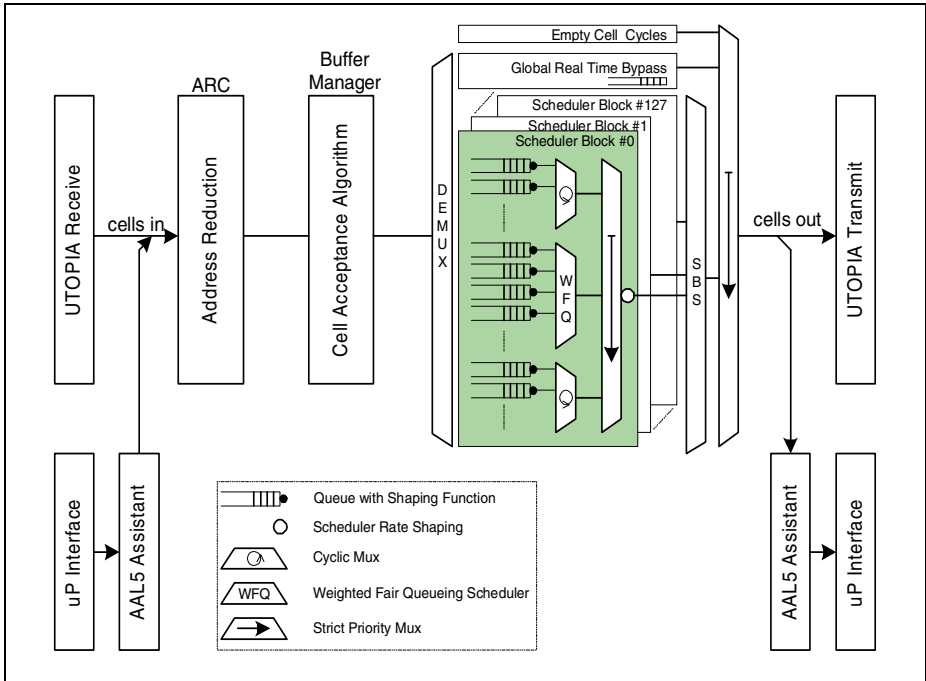 Empty Cell Cycles
Buffer
Manager
Global Real Time Bypass
ARC
Scheduler Block #127
Scheduler Block #1
Scheduler Block #0
UTOPIA Receive
cells in
Address Reduction
Cell Acceptance Algorithm
DEMUX
WFQ
SBS
cells out
UTOPIA Transmit
uP Interface
AAL5 Assistant
Queue with Shaping Function
Scheduler Rate Shaping
Cyclic Mux
WFQ Weighted Fair Queueing Scheduler
Strict Priority Mux
AAL5 Assistant
uP Interface